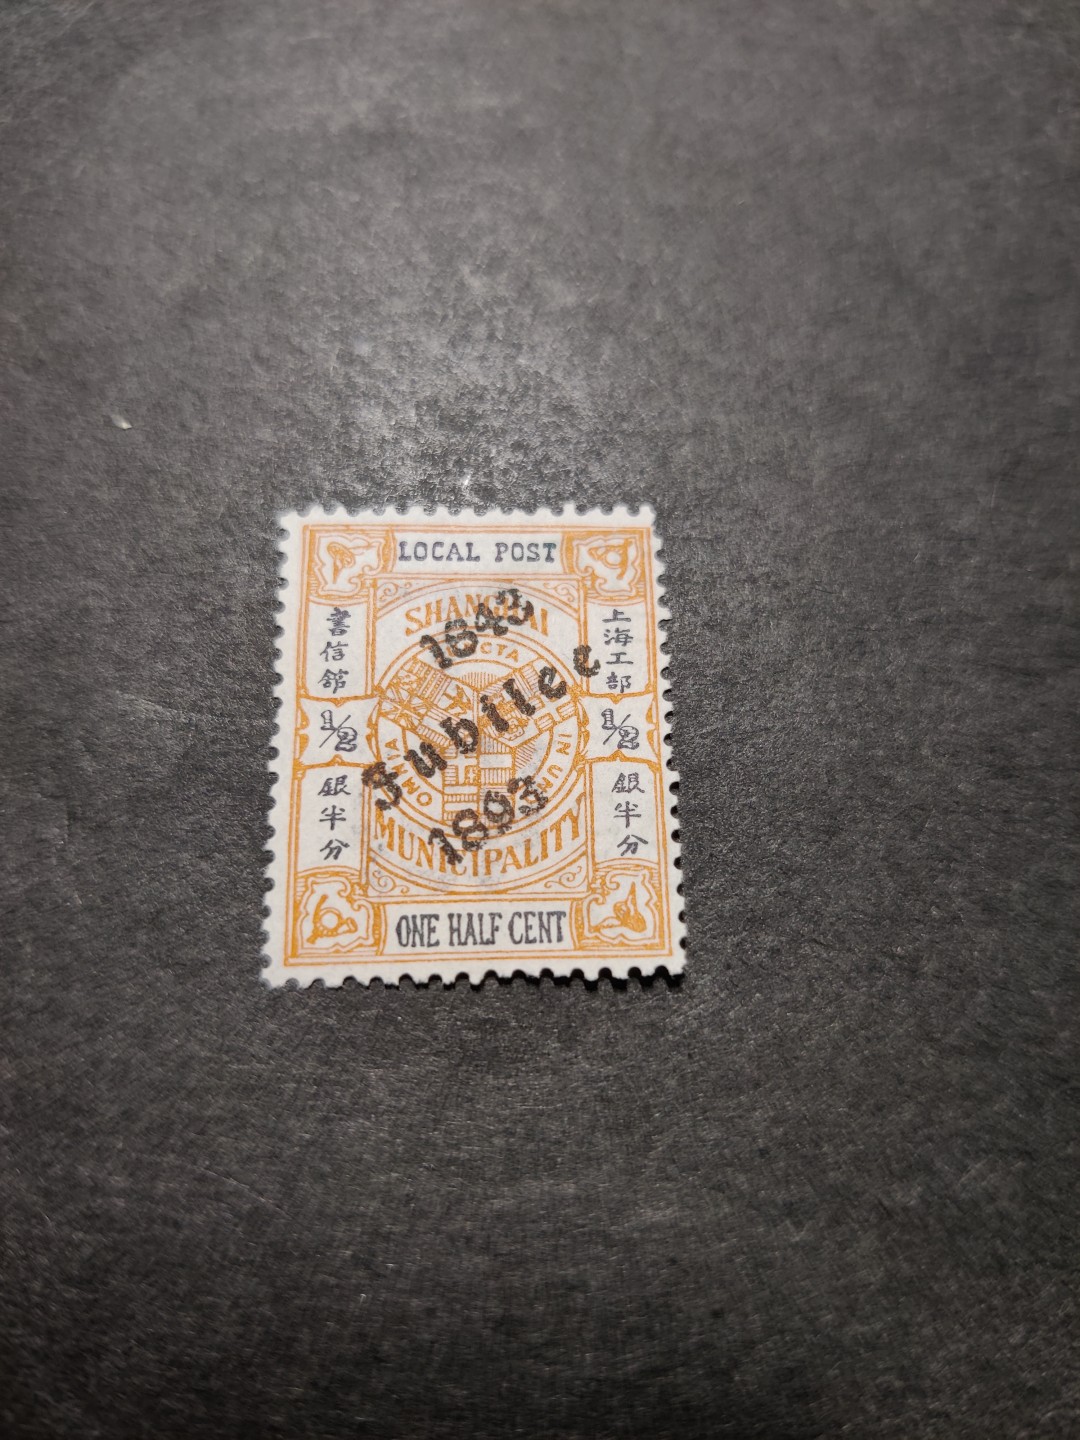 LOCAL POST
SHANGHAI
1843
Jubilee
1893
MUNICIPALITY
上海工部
書信館
1/2
1/2
銀半分
銀半分
ONE HALF CENT